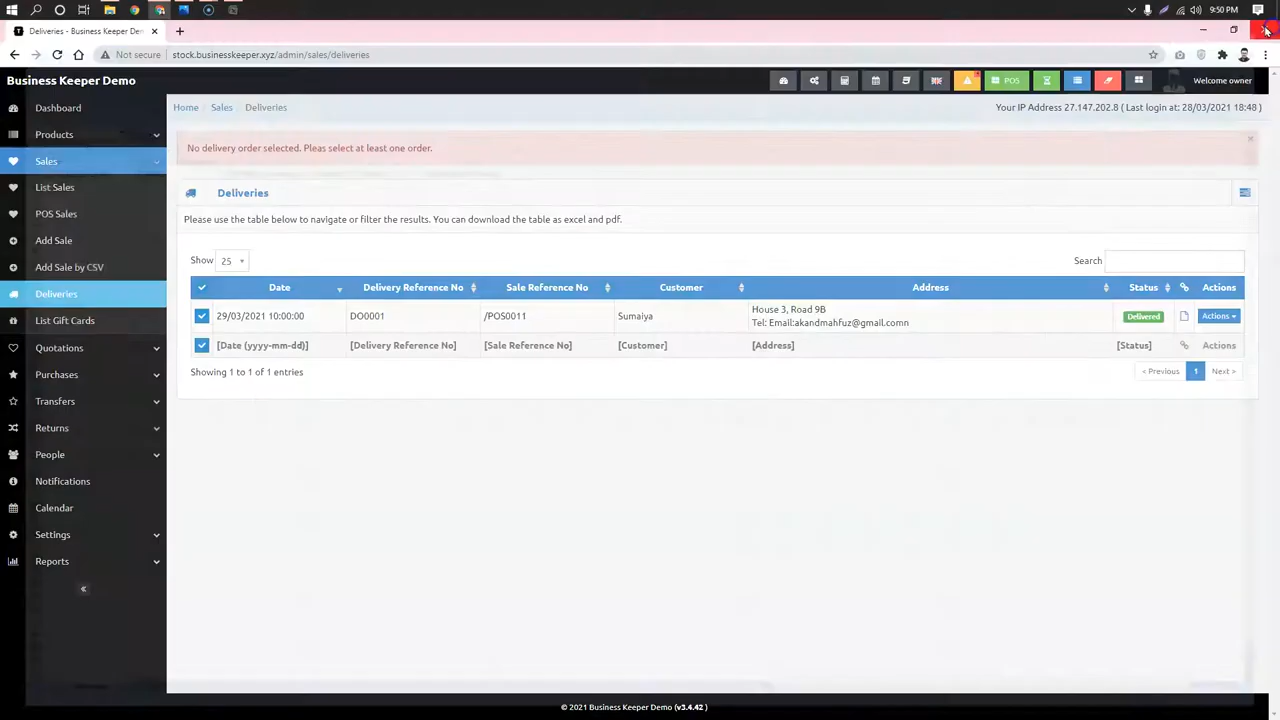 9:50 PM
Deliveries - Business Keeper Dem
Not secure
stock.businesskeeper.xyz/admin/sales/deliveries
Business Keeper Demo
POS
Welcome owner
Dashboard
Home
Sales
Deliveries
Your IP Address 27.147.202.8 ( Last login at: 28/03/2021 18:48 )
Products
No delivery order selected. Pleas select at least one order.
×
Sales
List Sales
Deliveries
POS Sales
Please use the table below to navigate or filter the results. You can download the table as excel and pdf.
Add Sale
Show 25
Search
Add Sale by CSV
Date Delivery Reference No Sale Reference No Customer Address Status Actions
Deliveries
29/03/2021 10:00:00 DO0001 /POS0011 Sumaiya House 3, Road 9B
Tel: Email:akandmahfuz@gmail.comn
Delivered
Actions
List Gift Cards
[Date (yyyy-mm-dd)] [Delivery Reference No] [Sale Reference No] [Customer] [Address] [Status] Actions
Quotations
Showing 1 to 1 of 1 entries
< Previous 1 Next >
Purchases
Transfers
Returns
People
Notifications
Calendar
Settings
Reports
«
© 2021 Business Keeper Demo (v3.4.42 )